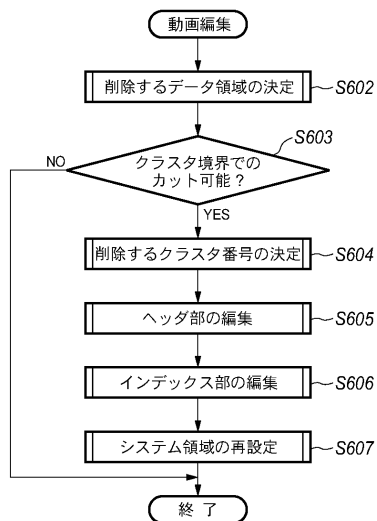 動画編集
削除するデータ領域の決定
S602
S603
クラスタ境界での
カット可能?
NO
YES
削除するクラスタ番号の決定
S604
ヘッダ部の編集
S605
インデックス部の編集
S606
システム領域の再設定
S607
終了